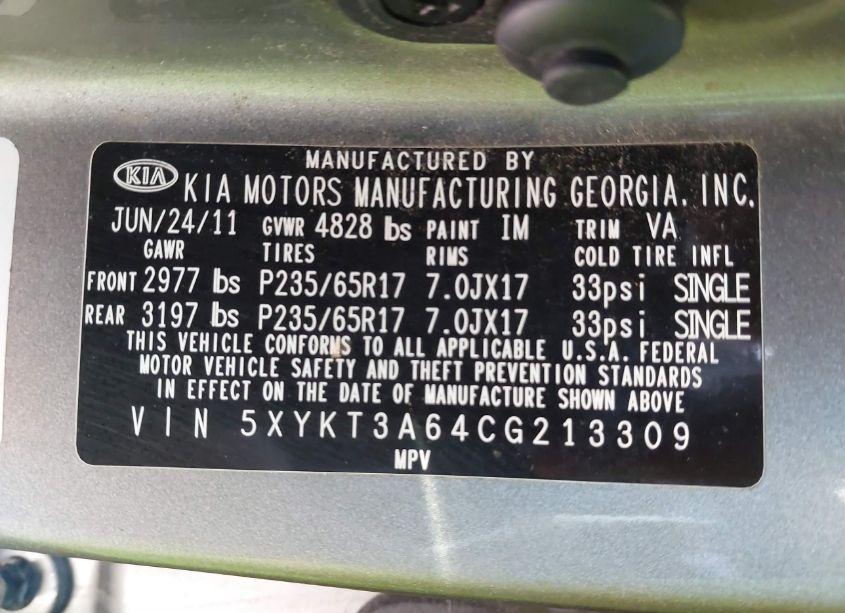 MANUFACTURED BY
KIA KIA MOTORS MANUFACTURING GEORGIA, INC.
JUN/24/11 GVWR 4828 lbs PAINT IM TRIM VA
GAWR TIRES RIMS COLD TIRE INFL
FRONT 2977 lbs P235/65R17 7.0JX17 33psi SINGLE
REAR 3197 lbs P235/65R17 7.0JX17 33psi SINGLE
THIS VEHICLE CONFORMS TO ALL APPLICABLE U.S.A. FEDERAL
MOTOR VEHICLE SAFETY AND THEFT PREVENTION STANDARDS
IN EFFECT ON THE DATE OF MANUFACTURE SHOWN ABOVE
VIN 5XYKT3A64CG213309
MPV